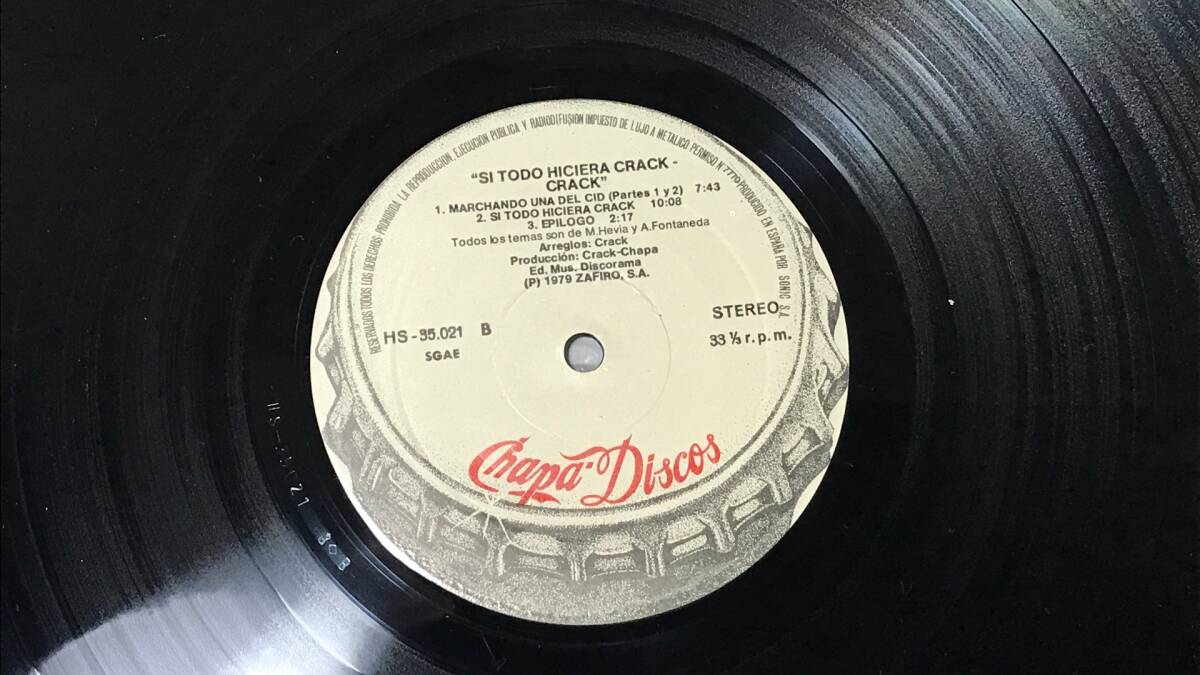 RESERVADOS TODOS LOS DERECHOS PROHIBIDA LA REPRODUCCION, EJECUCION PUBLICA Y RADIODIFUSIÓN IMPUESTO DE LUJO A METALICO PERMISO Nº 7770 PRODUCIDO EN ESPAÑA POR SONIC S.A.
"SI TODO HICIERA CRACK -
CRACK"
1. MARCHANDO UNA DEL CID (Partes 1 y 2) 7:43
2. SI TODO HICIERA CRACK 10:08
3. EPILOGO 2:17
Todos los temas son de M.Hevia y A.Fontaneda
Arreglos: Crack
Producción: Crack-Chapa
Ed. Mus. Discorama
(P) 1979 ZAFIRO, S.A.
HS-35.021 B
SGAE
STEREO
33 ⅓ r.p.m.
Chapa-Discos